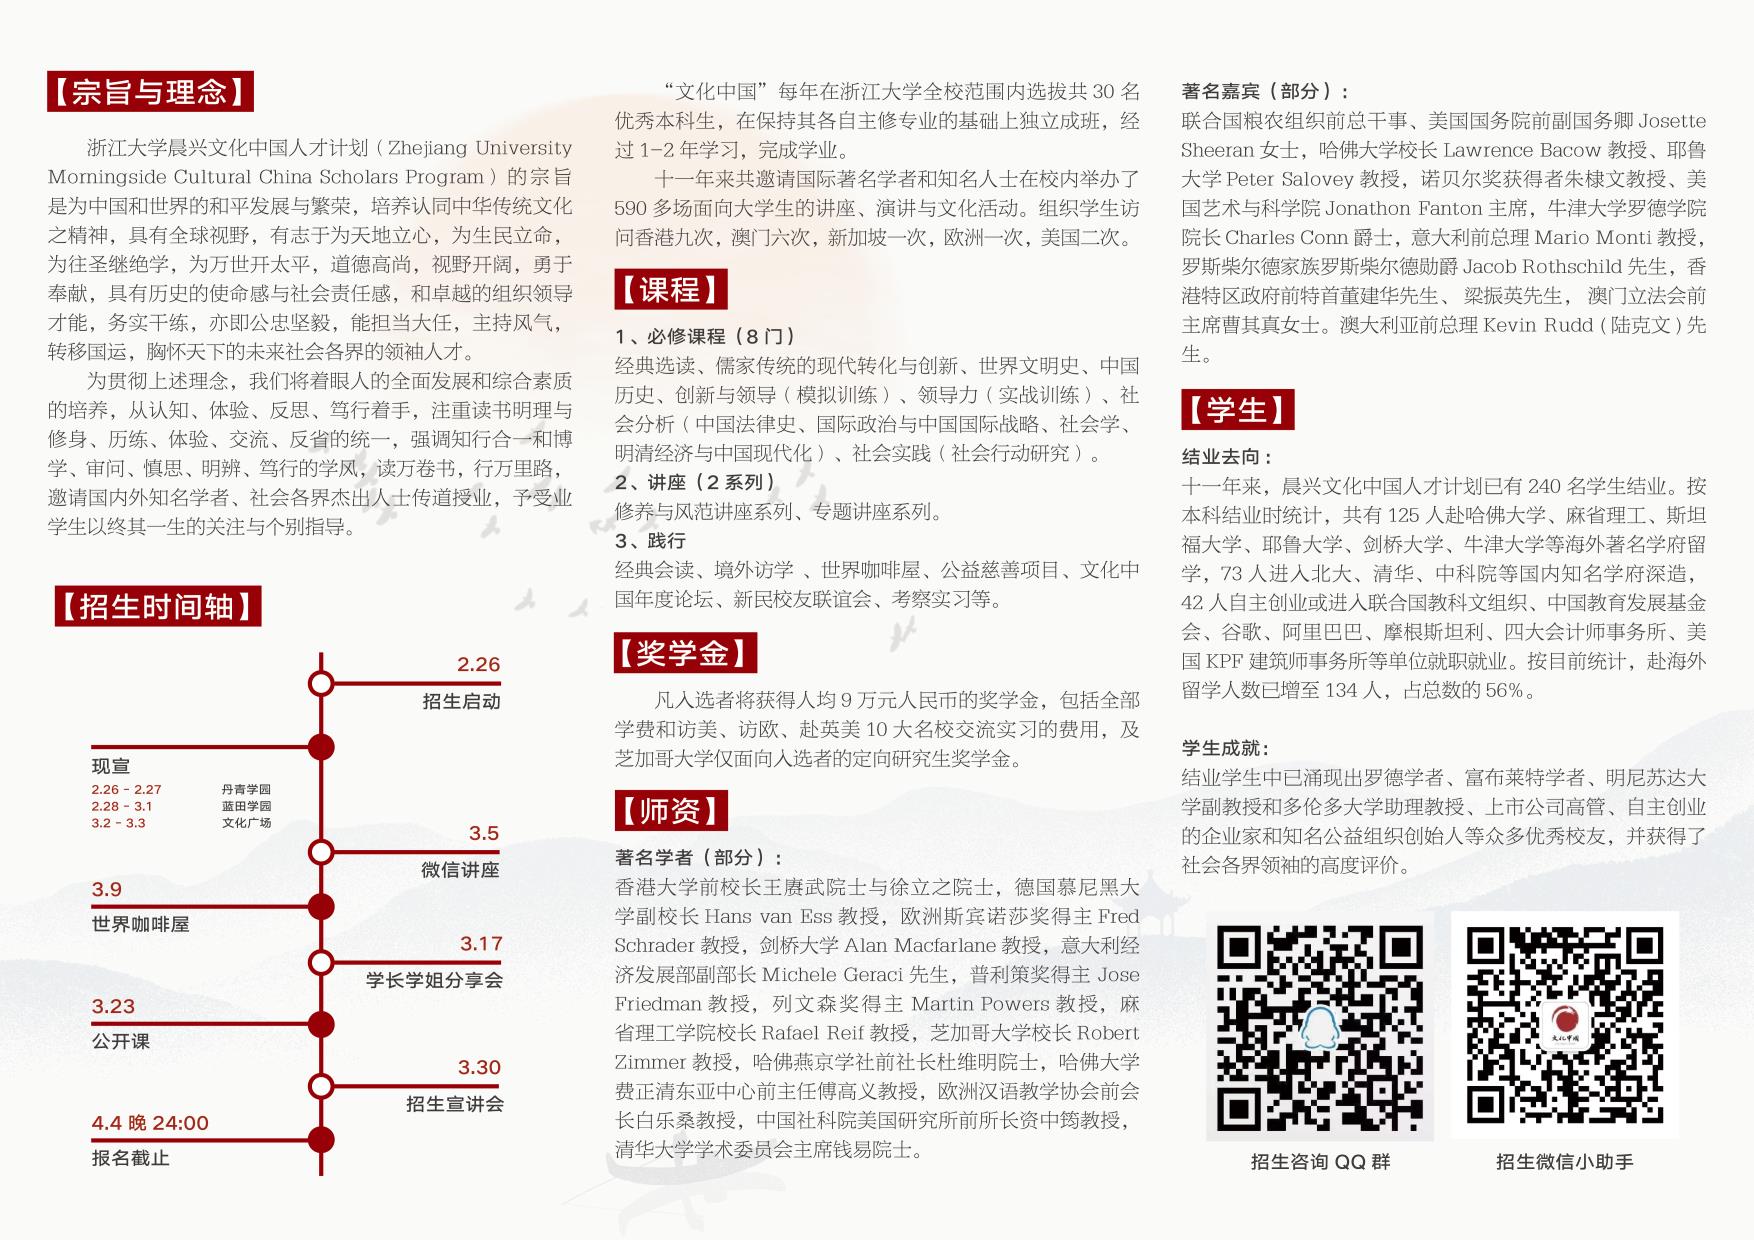 【宗旨与理念】
浙江大学晨兴文化中国人才计划（Zhejiang University
Morningside Cultural China Scholars Program）的宗旨
是为中国和世界的和平发展与繁荣，培养认同中华传统文化
之精神，具有全球视野，有志于为天地立心，为生民立命，
为往圣继绝学，为万世开太平，道德高尚，视野开阔，勇于
奉献，具有历史的使命感与社会责任感，和卓越的组织领导
才能，务实干练，亦即公忠坚毅，能担当大任，主持风气，
转移国运，胸怀天下的未来社会各界的领袖人才。
为贯彻上述理念，我们将着眼人的全面发展和综合素质
的培养，从认知、体验、反思、笃行着手，注重读书明理与
修身、历练、体验、交流、反省的统一，强调知行合一和博
学、审问、慎思、明辨、笃行的学风，读万卷书，行万里路，
邀请国内外知名学者、社会各界杰出人士传道授业，予受业
学生以终其一生的关注与个别指导。
【招生时间轴】
2.26
招生启动
现宣
2.26 - 2.27 丹青学园
2.28 - 3.1 蓝田学园
3.2 - 3.3 文化广场
3.5
微信讲座
3.9
世界咖啡屋
3.17
学长学姐分享会
3.23
公开课
3.30
招生宣讲会
4.4 晚 24:00
报名截止
“文化中国”每年在浙江大学全校范围内选拔共 30 名
优秀本科生，在保持其各自主修专业的基础上独立成班，经
过 1-2 年学习，完成学业。
十一年来共邀请国际著名学者和知名人士在校内举办了
590 多场面向大学生的讲座、演讲与文化活动。组织学生访
问香港九次，澳门六次，新加坡一次，欧洲一次，美国二次。
【课程】
1、必修课程（8 门）
经典选读、儒家传统的现代转化与创新、世界文明史、中国
历史、创新与领导（模拟训练）、领导力（实战训练）、社
会分析（中国法律史、国际政治与中国国际战略、社会学、
明清经济与中国现代化）、社会实践（社会行动研究）。
2、讲座（2 系列）
修养与风范讲座系列、专题讲座系列。
3、践行
经典会读、境外访学 、世界咖啡屋、公益慈善项目、文化中
国年度论坛、新民校友联谊会、考察实习等。
【奖学金】
凡入选者将获得人均 9 万元人民币的奖学金，包括全部
学费和访美、访欧、赴英美 10 大名校交流实习的费用，及
芝加哥大学仅面向入选者的定向研究生奖学金。
【师资】
著名学者（部分）：
香港大学前校长王赓武院士与徐立之院士，德国慕尼黑大
学副校长 Hans van Ess 教授，欧洲斯宾诺莎奖得主 Fred
Schrader 教授，剑桥大学 Alan Macfarlane 教授，意大利经
济发展部副部长 Michele Geraci 先生，普利策奖得主 Jose
Friedman 教授，列文森奖得主 Martin Powers 教授，麻
省理工学院校长 Rafael Reif 教授，芝加哥大学校长 Robert
Zimmer 教授，哈佛燕京学社前社长杜维明院士，哈佛大学
费正清东亚中心前主任傅高义教授，欧洲汉语教学协会前会
长白乐桑教授，中国社科院美国研究所前所长资中筠教授，
清华大学学术委员会主席钱易院士。
著名嘉宾（部分）：
联合国粮农组织前总干事、美国国务院前副国务卿 Josette
Sheeran 女士，哈佛大学校长 Lawrence Bacow 教授、耶鲁
大学 Peter Salovey 教授，诺贝尔奖获得者朱棣文教授、美
国艺术与科学院 Jonathon Fanton 主席，牛津大学罗德学院
院长 Charles Conn 爵士，意大利前总理 Mario Monti 教授，
罗斯柴尔德家族罗斯柴尔德勋爵 Jacob Rothschild 先生，香
港特区政府前特首董建华先生、 梁振英先生， 澳门立法会前
主席曹其真女士。澳大利亚前总理 Kevin Rudd（陆克文）先
生。
【学生】
结业去向：
十一年来，晨兴文化中国人才计划已有 240 名学生结业。按
本科结业时统计，共有 125 人赴哈佛大学、麻省理工、斯坦
福大学、耶鲁大学、剑桥大学、牛津大学等海外著名学府留
学，73 人进入北大、清华、中科院等国内知名学府深造，
42 人自主创业或进入联合国教科文组织、中国教育发展基金
会、谷歌、阿里巴巴、摩根斯坦利、四大会计师事务所、美
国 KPF 建筑师事务所等单位就职就业。按目前统计，赴海外
留学人数已增至 134 人，占总数的 56%。
学生成就：
结业学生中已涌现出罗德学者、富布莱特学者、明尼苏达大
学副教授和多伦多大学助理教授、上市公司高管、自主创业
的企业家和知名公益组织创始人等众多优秀校友，并获得了
社会各界领袖的高度评价。
文化中国
招生咨询 QQ 群
招生微信小助手